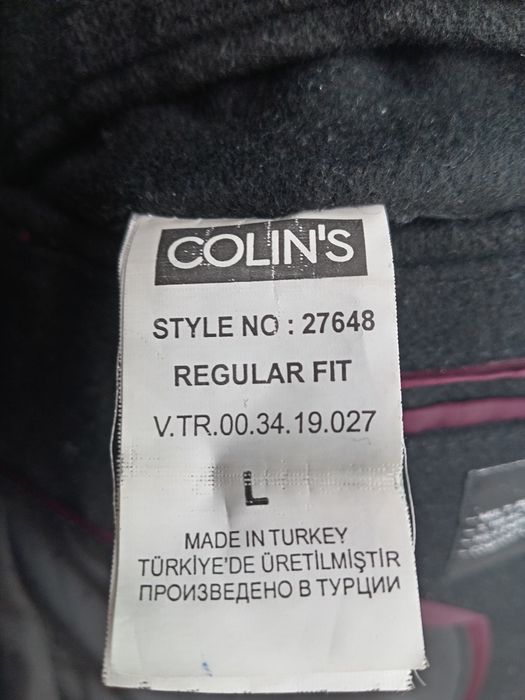 COLIN'S
STYLE NO : 27648
REGULAR FIT
V.TR.00.34.19.027
L
MADE IN TURKEY
TÜRKİYE'DE ÜRETİLMİŞTİR
ПРОИЗВЕДЕНО В ТУРЦИИ